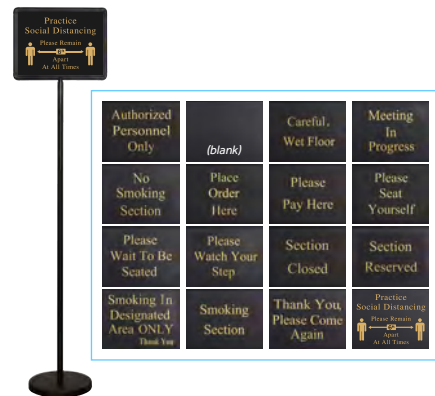 Practice
Social Distancing
Please Remain
6ft
Apart
At All Times
Authorized
Personnel
Only
(blank)
Careful,
Wet Floor
Meeting
In
Progress
No
Smoking
Section
Place
Order
Here
Please
Pay Here
Please
Seat
Yourself
Please
Wait To Be
Seated
Please
Watch Your
Step
Section
Closed
Section
Reserved
Smoking In
Designated
Area ONLY
Thank You
Smoking
Section
Thank You,
Please Come
Again
Practice
Social Distancing
Please Remain
6ft
Apart
At All Times